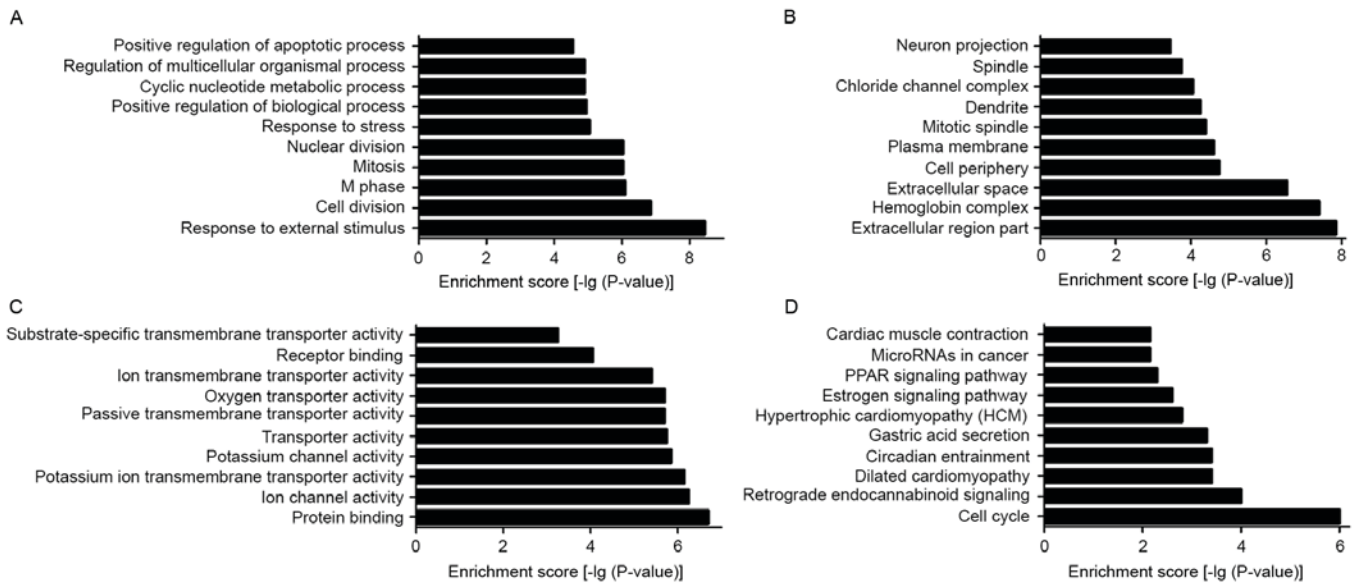 A
Positive regulation of apoptotic process
Regulation of multicellular organismal process
Cyclic nucleotide metabolic process
Positive regulation of biological process
Response to stress
Nuclear division
Mitosis
M phase
Cell division
Response to external stimulus
0 2 4 6 8
Enrichment score [-lg (P-value)]
B
Neuron projection
Spindle
Chloride channel complex
Dendrite
Mitotic spindle
Plasma membrane
Cell periphery
Extracellular space
Hemoglobin complex
Extracellular region part
0 2 4 6 8
Enrichment score [-lg (P-value)]
C
Substrate-specific transmembrane transporter activity
Receptor binding
Ion transmembrane transporter activity
Oxygen transporter activity
Passive transmembrane transporter activity
Transporter activity
Potassium channel activity
Potassium ion transmembrane transporter activity
Ion channel activity
Protein binding
0 2 4 6
Enrichment score [-lg (P-value)]
D
Cardiac muscle contraction
MicroRNAs in cancer
PPAR signaling pathway
Estrogen signaling pathway
Hypertrophic cardiomyopathy (HCM)
Gastric acid secretion
Circadian entrainment
Dilated cardiomyopathy
Retrograde endocannabinoid signaling
Cell cycle
0 2 4 6
Enrichment score [-lg (P-value)]